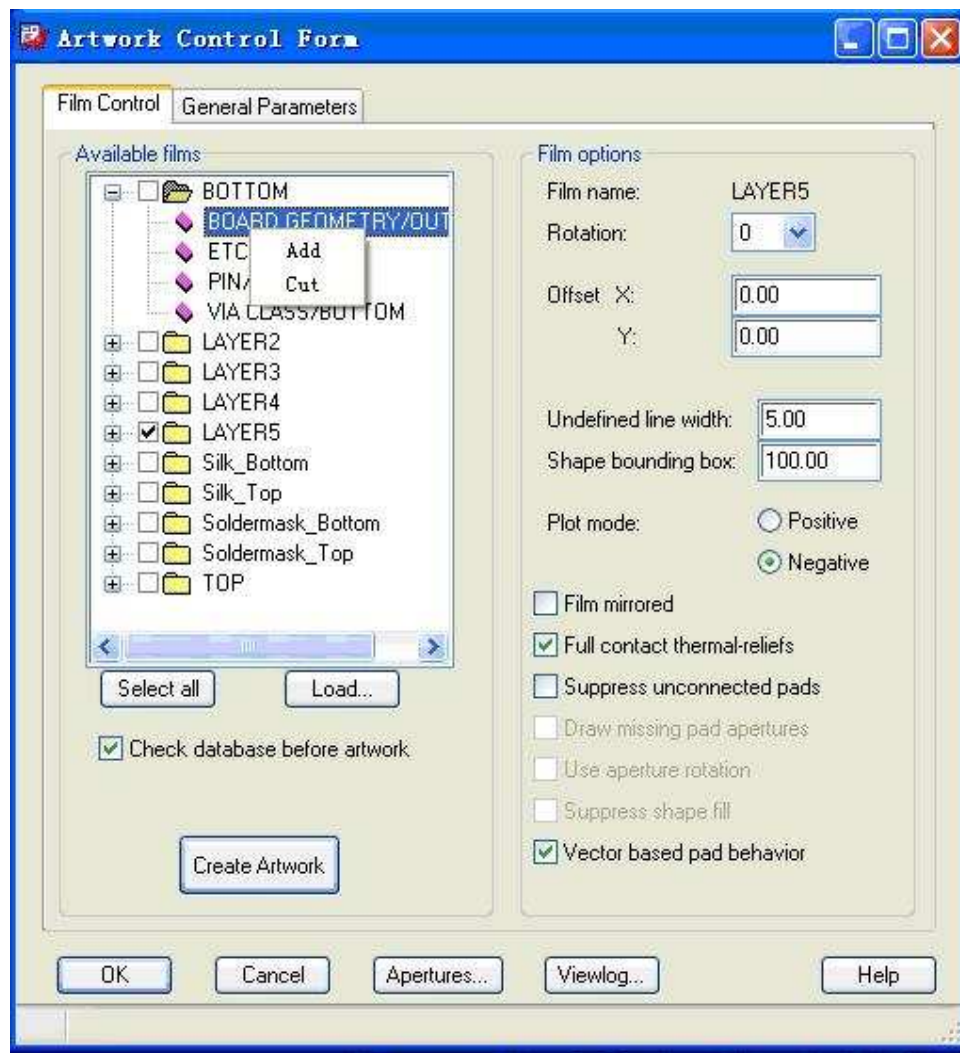 Artwork Control Form
Film Control General Parameters
Available films
BOTTOM
BOARD GEOMETRY/OUT
ETC
PIN/
VIA CLASS/BOTTOM
Add
Cut
LAYER2
LAYER3
LAYER4
LAYER5
Silk_Bottom
Silk_Top
Soldermask_Bottom
Soldermask_Top
TOP
Select all Load...
Check database before artwork
Create Artwork
Film options
Film name: LAYER5
Rotation: 0
Offset X: 0.00
Y: 0.00
Undefined line width: 5.00
Shape bounding box: 100.00
Plot mode: Positive
Negative
Film mirrored
Full contact thermal-reliefs
Suppress unconnected pads
Draw missing pad apertures
Use aperture rotation
Suppress shape fill
Vector based pad behavior
OK Cancel Apertures... Viewlog... Help